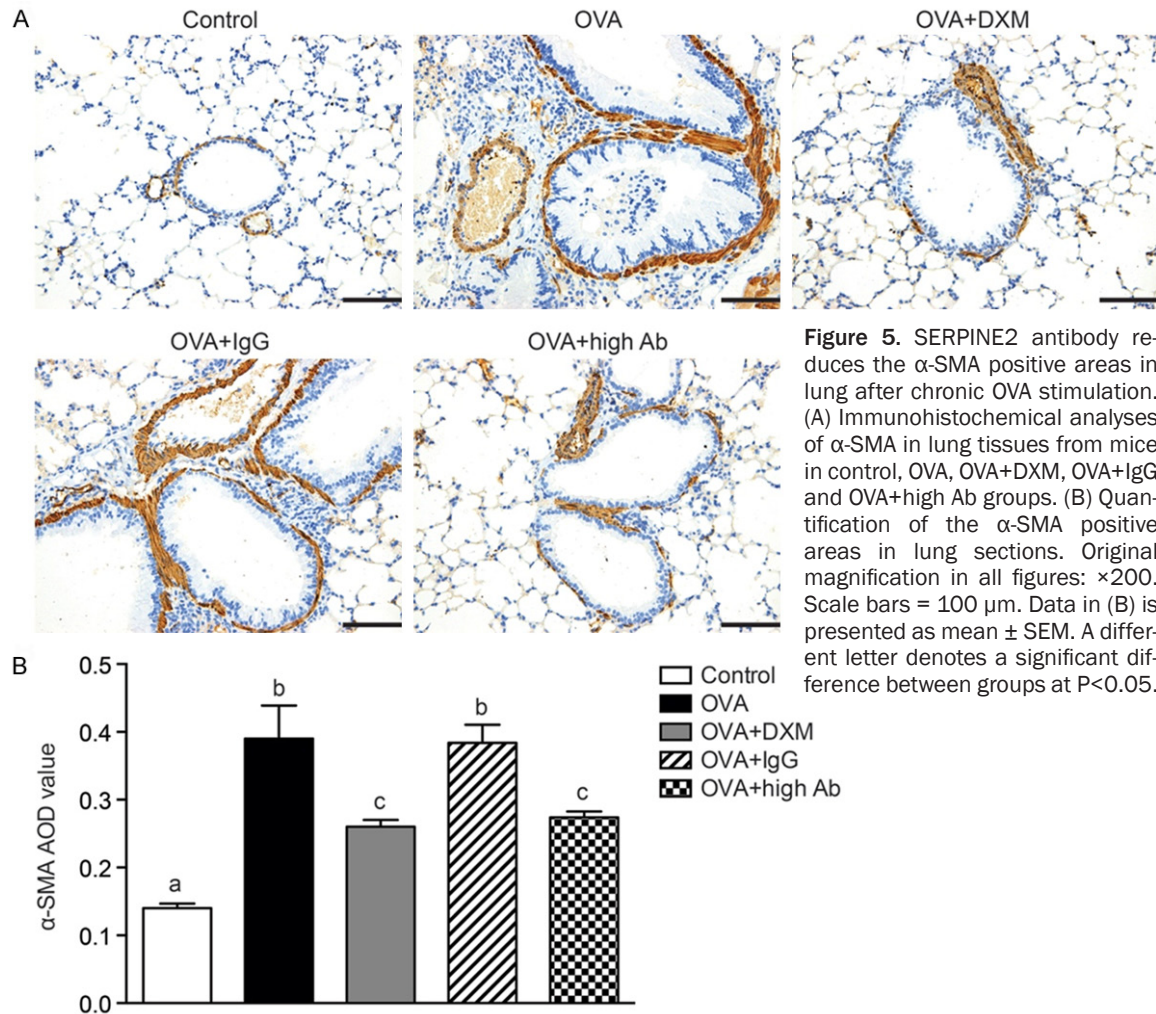 A
Control
OVA
OVA+DXM
OVA+IgG
OVA+high Ab
Figure 5. SERPINE2 antibody re-
duces the α-SMA positive areas in
lung after chronic OVA stimulation.
(A) Immunohistochemical analyses
of α-SMA in lung tissues from mice
in control, OVA, OVA+DXM, OVA+IgG
and OVA+high Ab groups. (B) Quan-
tification of the α-SMA positive
areas in lung sections. Original
magnification in all figures: ×200.
Scale bars = 100 μm. Data in (B) is
presented as mean ± SEM. A differ-
ent letter denotes a significant dif-
ference between groups at P<0.05.
B
α-SMA AOD value
0.5
0.4
0.3
0.2
0.1
0.0
a
b
c
b
c
Control
OVA
OVA+DXM
OVA+IgG
OVA+high Ab